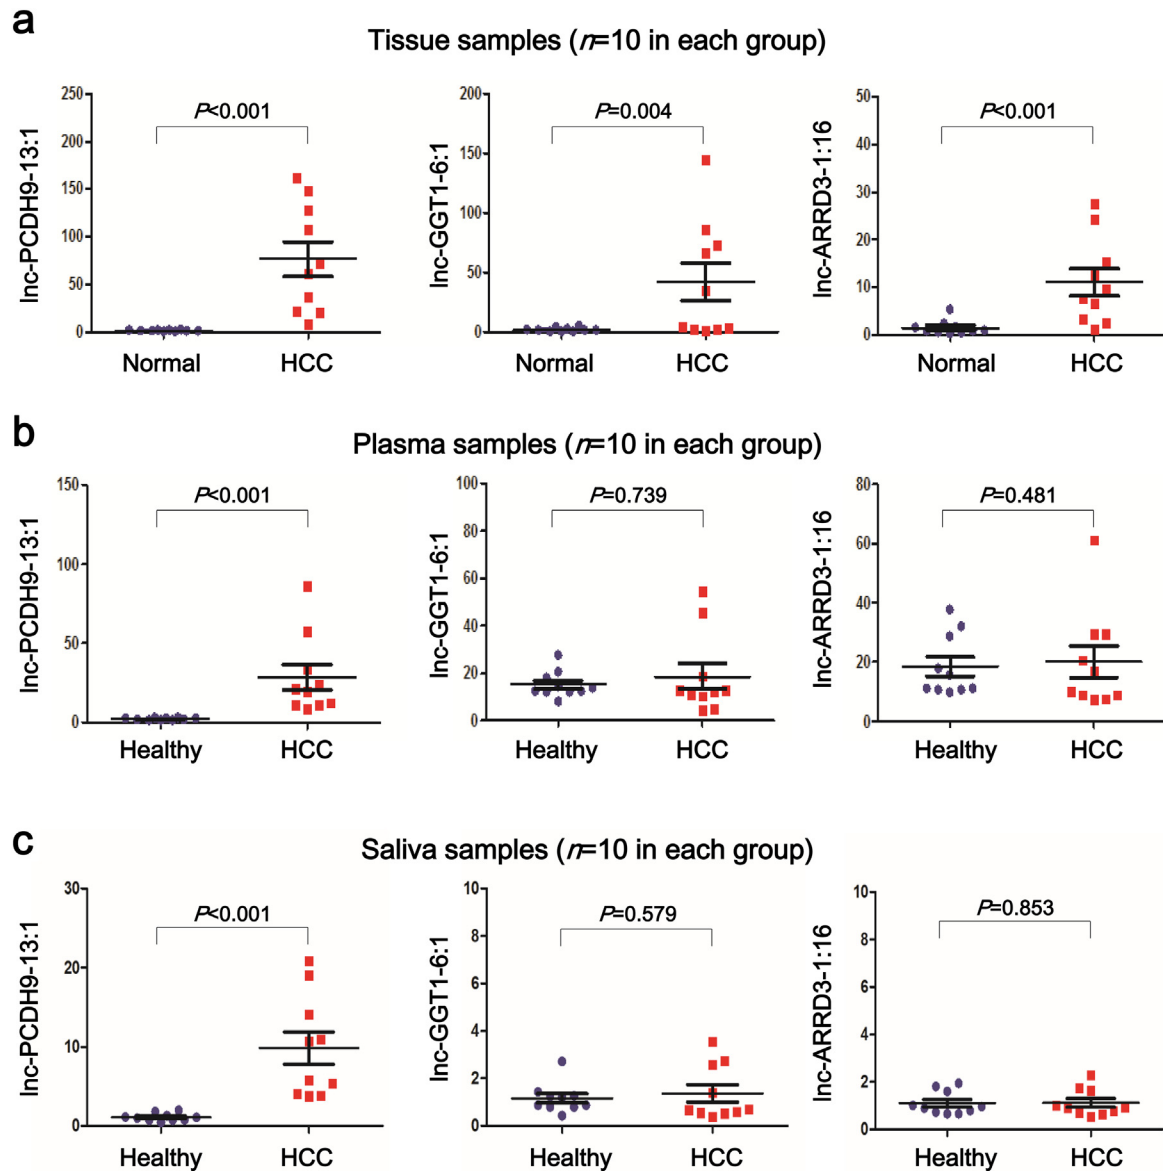 a
Tissue samples (n=10 in each group)
lnc-PCDH9-13:1
250
200
150
100
50
0
P<0.001
Normal HCC
lnc-GGT1-6:1
200
150
100
50
0
P=0.004
Normal HCC
lnc-ARRD3-1:16
50
40
30
20
10
0
P<0.001
Normal HCC
b
Plasma samples (n=10 in each group)
lnc-PCDH9-13:1
150
100
50
0
P<0.001
Healthy HCC
lnc-GGT1-6:1
100
80
60
40
20
0
P=0.739
Healthy HCC
lnc-ARRD3-1:16
80
60
40
20
0
P=0.481
Healthy HCC
c
Saliva samples (n=10 in each group)
lnc-PCDH9-13:1
30
20
10
0
P<0.001
Healthy HCC
lnc-GGT1-6:1
10
8
6
4
2
0
P=0.579
Healthy HCC
lnc-ARRD3-1:16
10
8
6
4
2
0
P=0.853
Healthy HCC